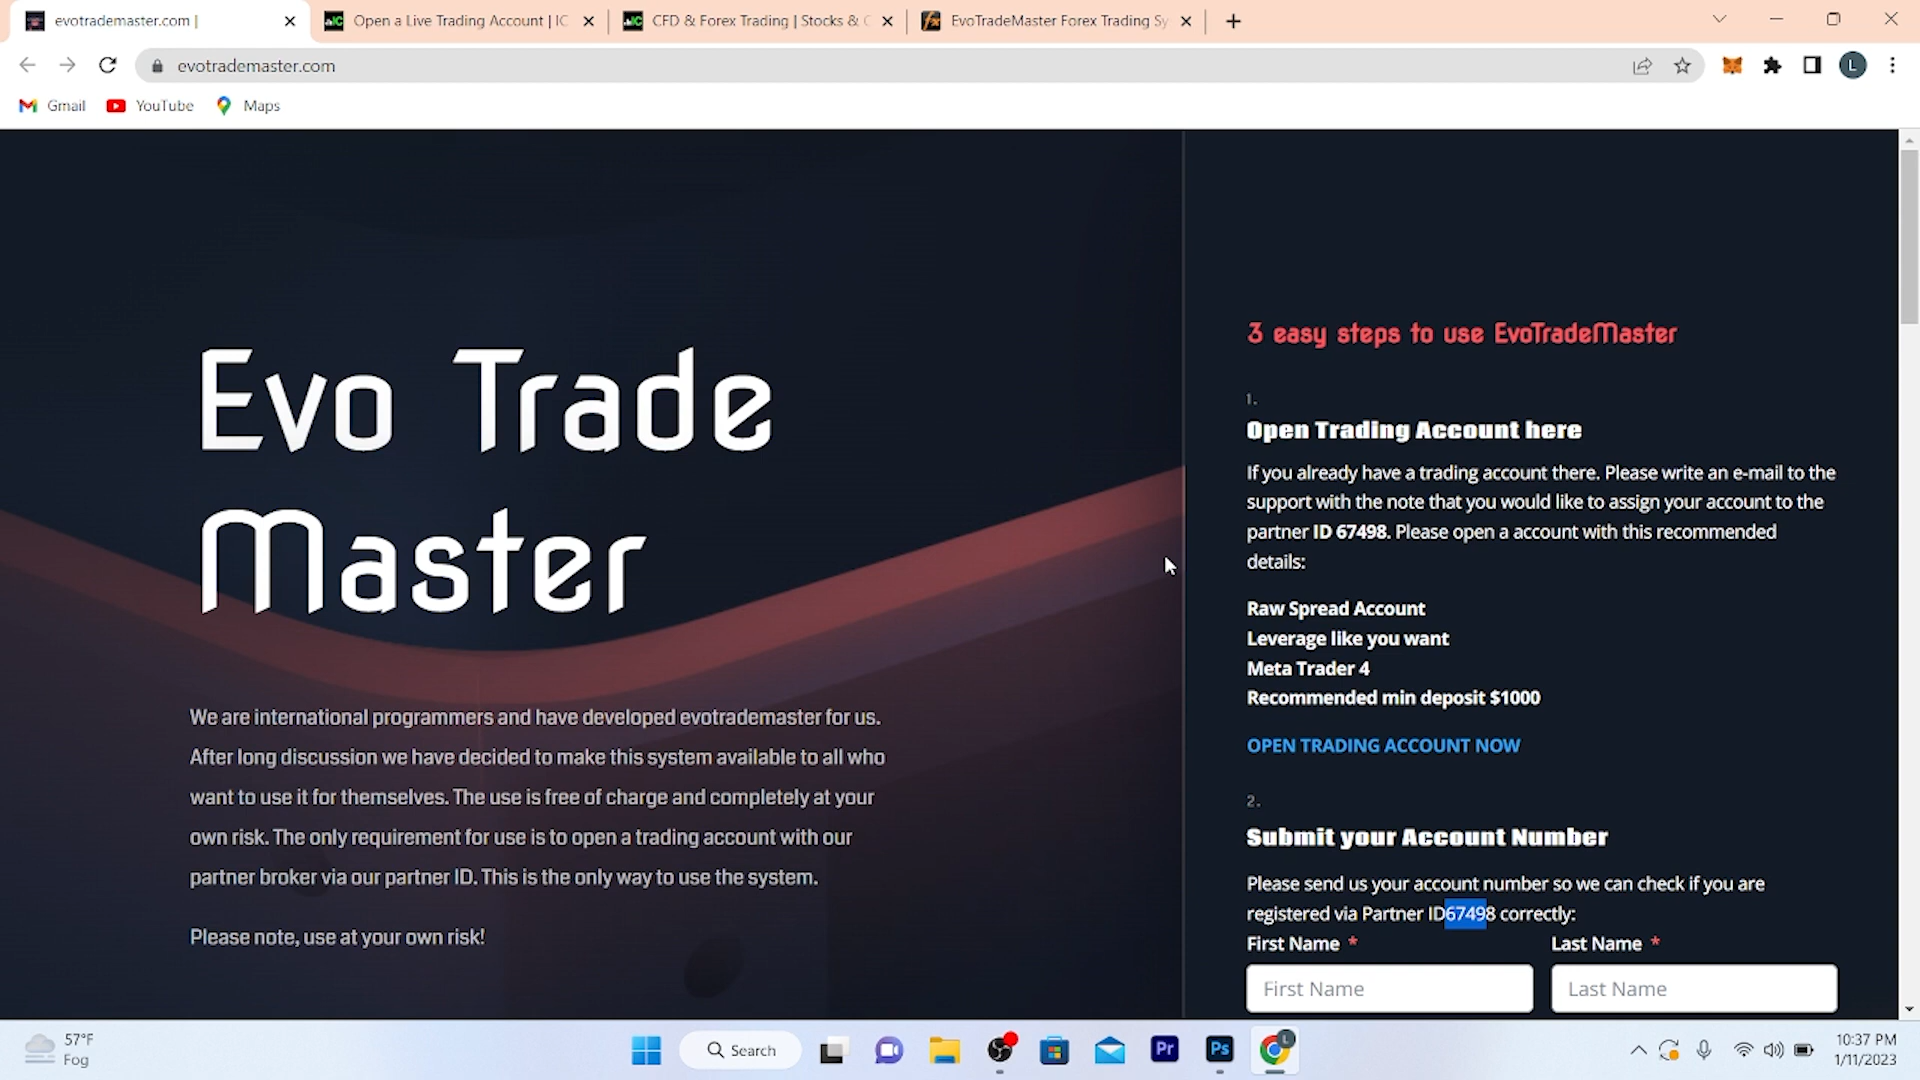 evotrademaster.com |
Open a Live Trading Account | IC
CFD & Forex Trading | Stocks & C
EvoTradeMaster Forex Trading Sy
evotrademaster.com
L
Gmail
YouTube
Maps
Evo Trade
Master
We are international programmers and have developed evotrademaster for us.
After long discussion we have decided to make this system available to all who
want to use it for themselves. The use is free of charge and completely at your
own risk. The only requirement for use is to open a trading account with our
partner broker via our partner ID. This is the only way to use the system.
Please note, use at your own risk!
3 easy steps to use EvoTradeMaster
1.
Open Trading Account here
If you already have a trading account there. Please write an e-mail to the
support with the note that you would like to assign your account to the
partner ID 67498. Please open a account with this recommended
details:
Raw Spread Account
Leverage like you want
Meta Trader 4
Recommended min deposit $1000
OPEN TRADING ACCOUNT NOW
2.
Submit your Account Number
Please send us your account number so we can check if you are
registered via Partner ID67498 correctly:
First Name * Last Name *
First Name Last Name
57°F
Fog
Search
Pr
Ps
L
10:37 PM
1/11/2023